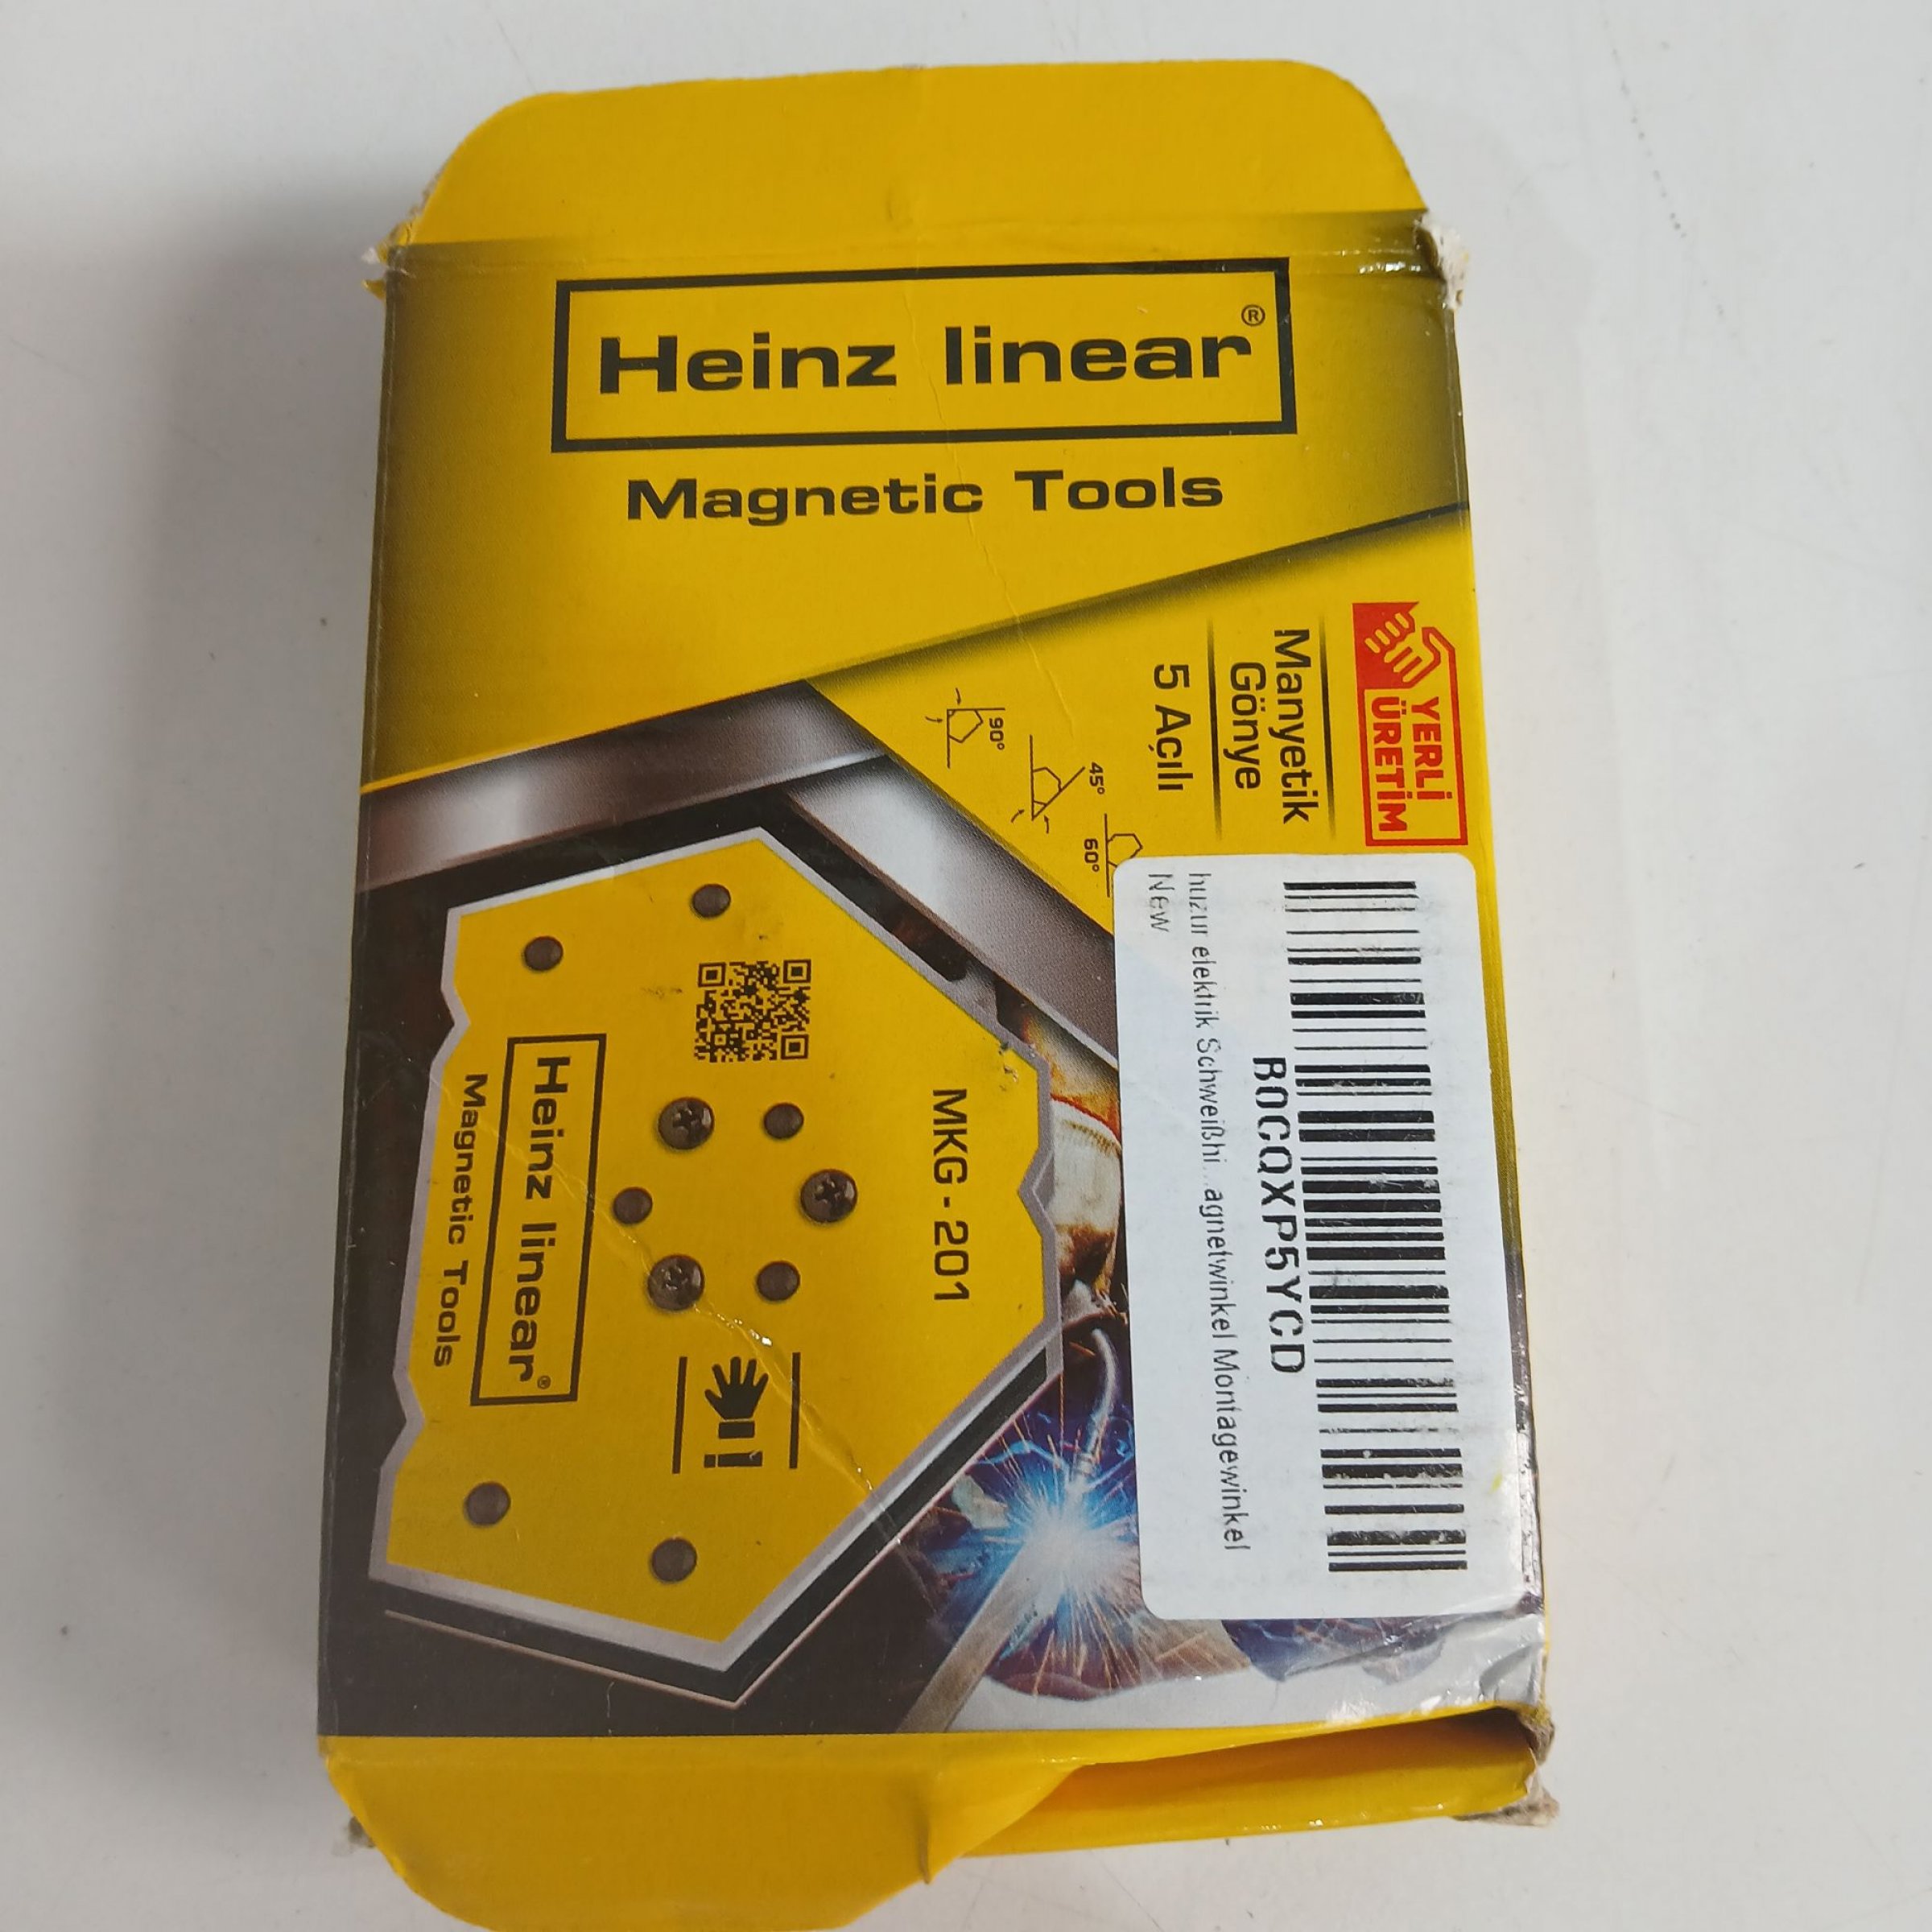 Heinz linear®
Magnetic Tools
YERLİ
ÜRETİM
Manyetik
Gönye
5 Açılı
90°
45°
60°
B0CQXP5YCD
huzur elektrik Schweißhi...agnetwinkel Montagewinkel
New
MKG - 201
Heinz linear®
Magnetic Tools